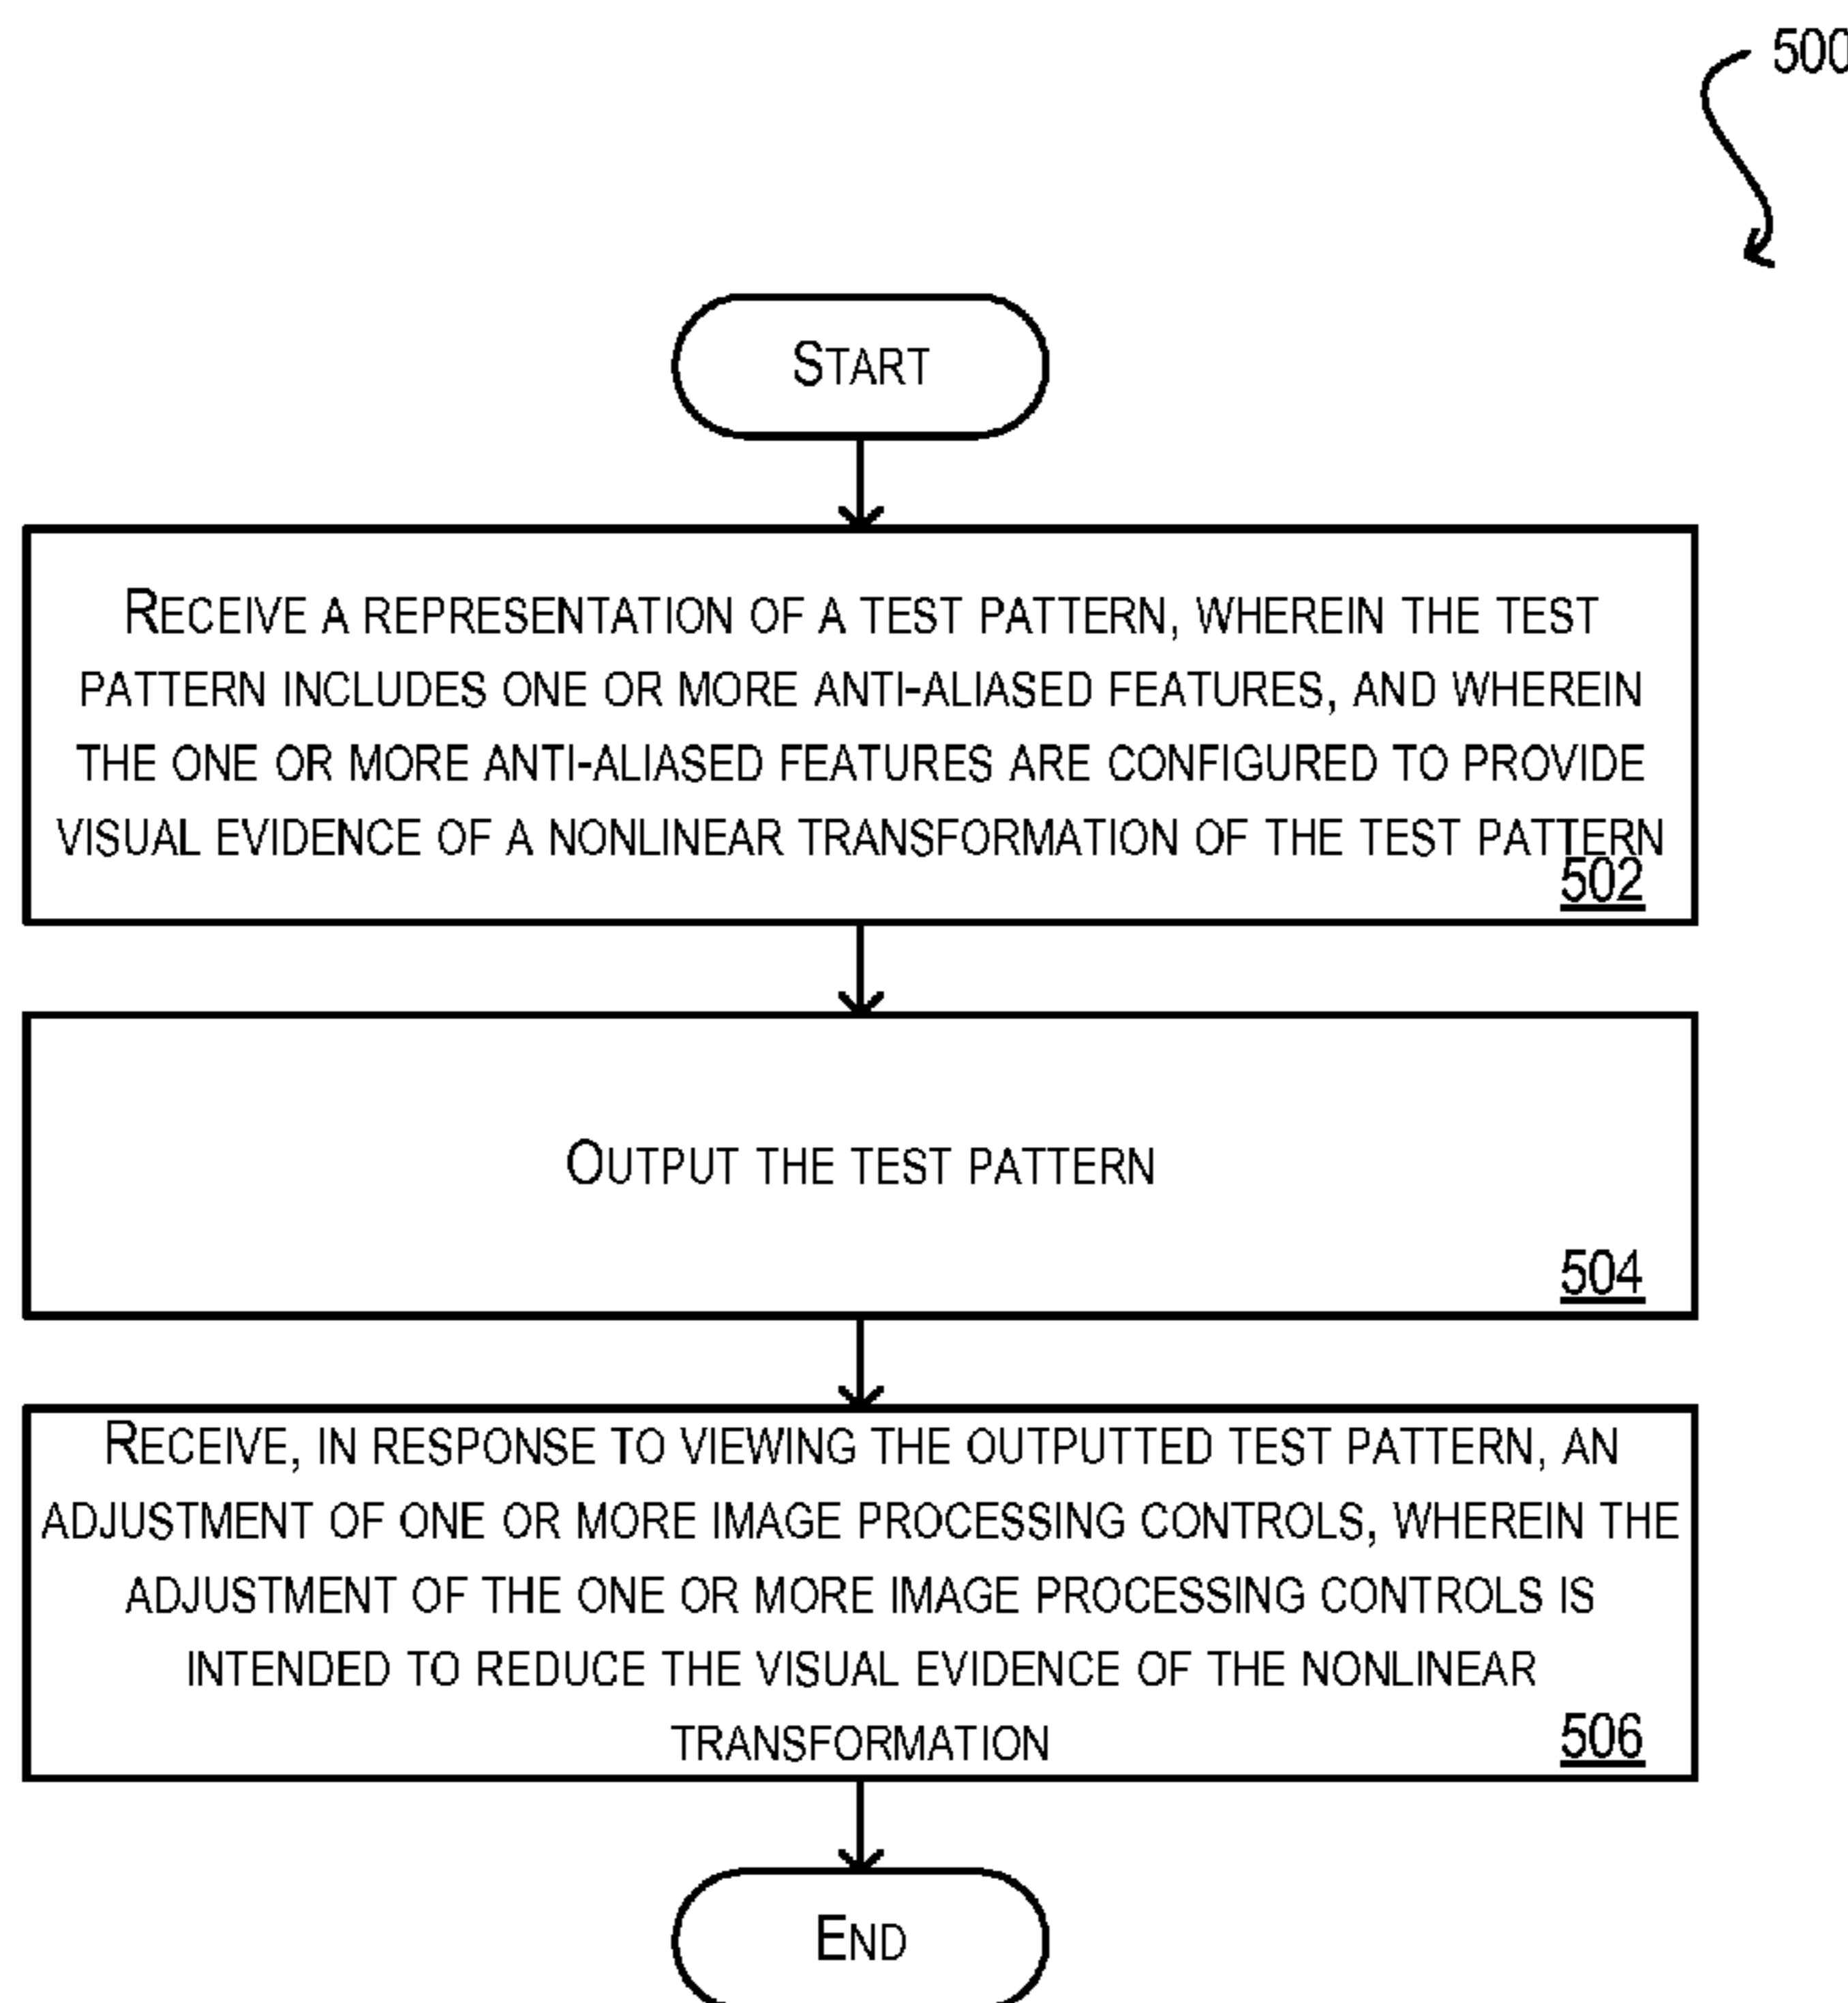 500
START
RECEIVE A REPRESENTATION OF A TEST PATTERN, WHEREIN THE TEST
PATTERN INCLUDES ONE OR MORE ANTI-ALIASED FEATURES, AND WHEREIN
THE ONE OR MORE ANTI-ALIASED FEATURES ARE CONFIGURED TO PROVIDE
VISUAL EVIDENCE OF A NONLINEAR TRANSFORMATION OF THE TEST PATTERN
502
OUTPUT THE TEST PATTERN
504
RECEIVE, IN RESPONSE TO VIEWING THE OUTPUTTED TEST PATTERN, AN
ADJUSTMENT OF ONE OR MORE IMAGE PROCESSING CONTROLS, WHEREIN THE
ADJUSTMENT OF THE ONE OR MORE IMAGE PROCESSING CONTROLS IS
INTENDED TO REDUCE THE VISUAL EVIDENCE OF THE NONLINEAR
TRANSFORMATION
506
END